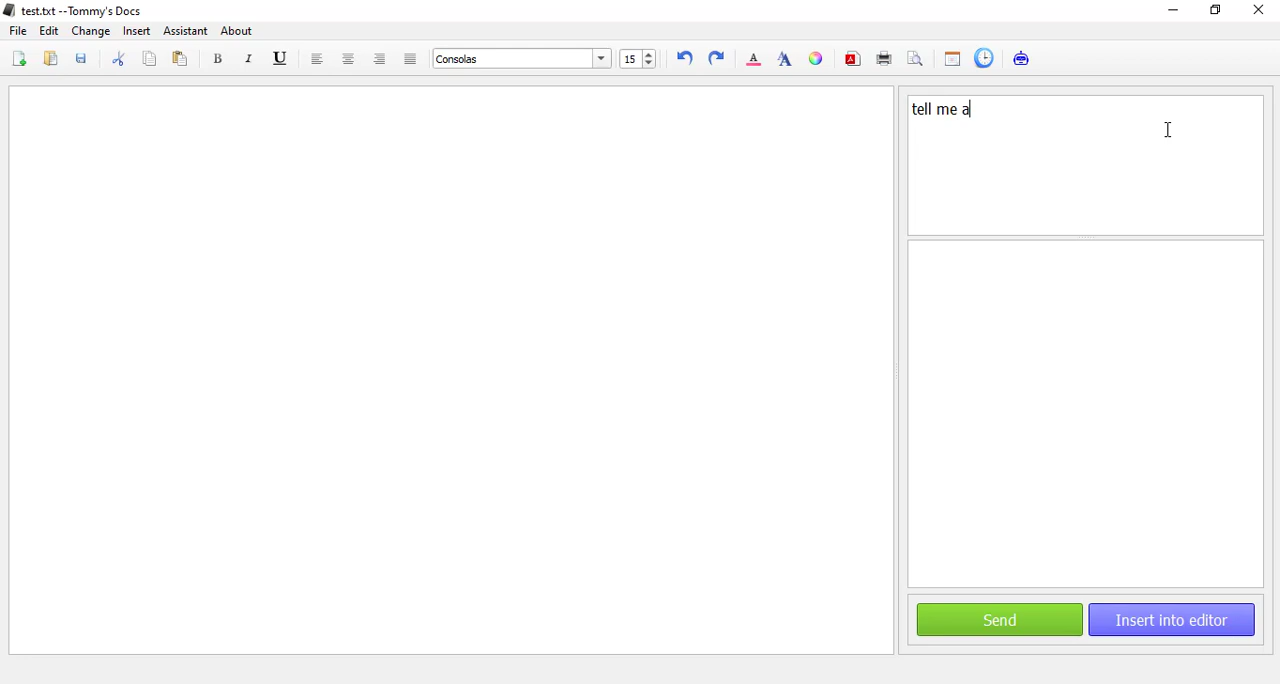 test.txt --Tommy's Docs
File Edit Change Insert Assistant About
B I U Consolas 15 A A
tell me a
Send Insert into editor